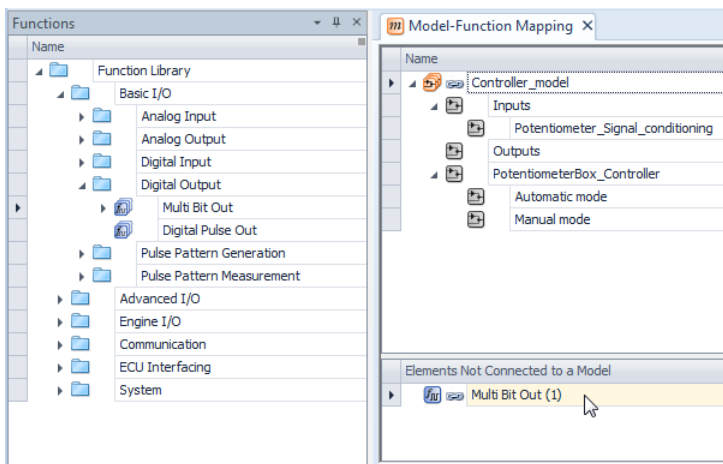 Functions
Name
Function Library
Basic I/O
Analog Input
Analog Output
Digital Input
Digital Output
Multi Bit Out
Digital Pulse Out
Pulse Pattern Generation
Pulse Pattern Measurement
Advanced I/O
Engine I/O
Communication
ECU Interfacing
System
Model-Function Mapping
Name
Controller_model
Inputs
Potentiometer_Signal_conditioning
Outputs
PotentiometerBox_Controller
Automatic mode
Manual mode
Elements Not Connected to a Model
Multi Bit Out (1)